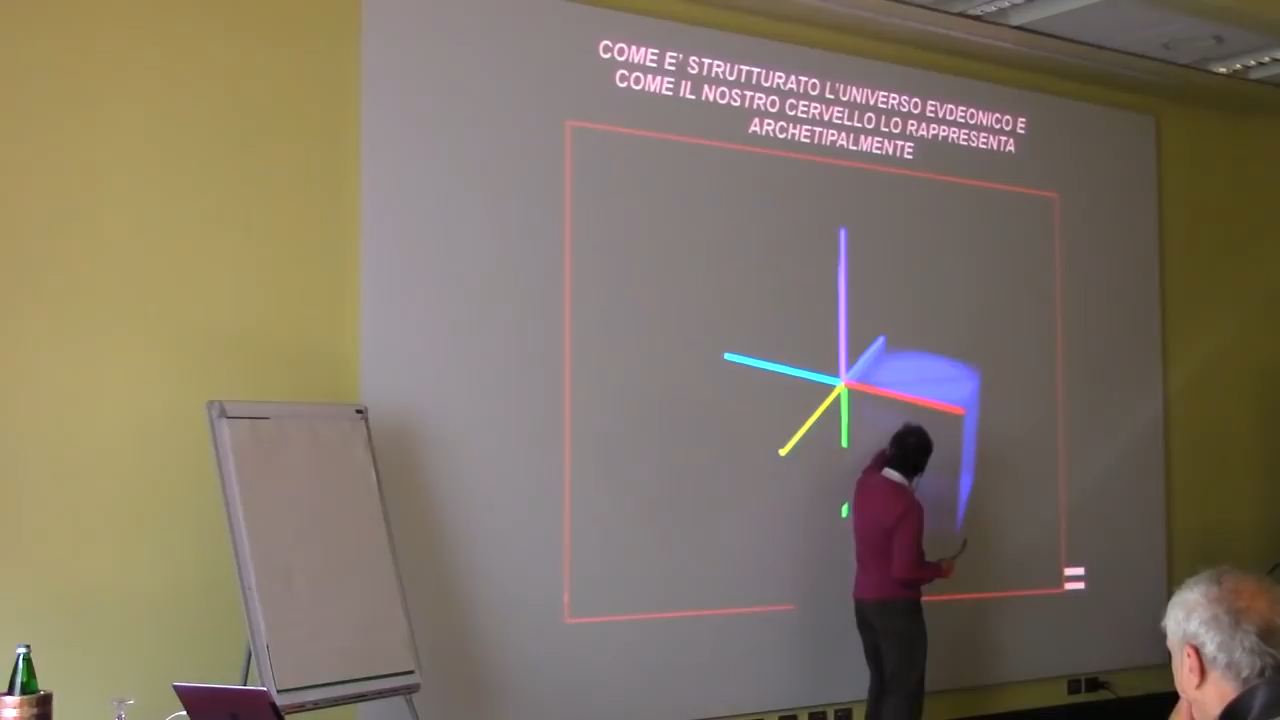 COME E' STRUTTURATO L'UNIVERSO EVDEONICO E
COME IL NOSTRO CERVELLO LO RAPPRESENTA
ARCHETIPALMENTE